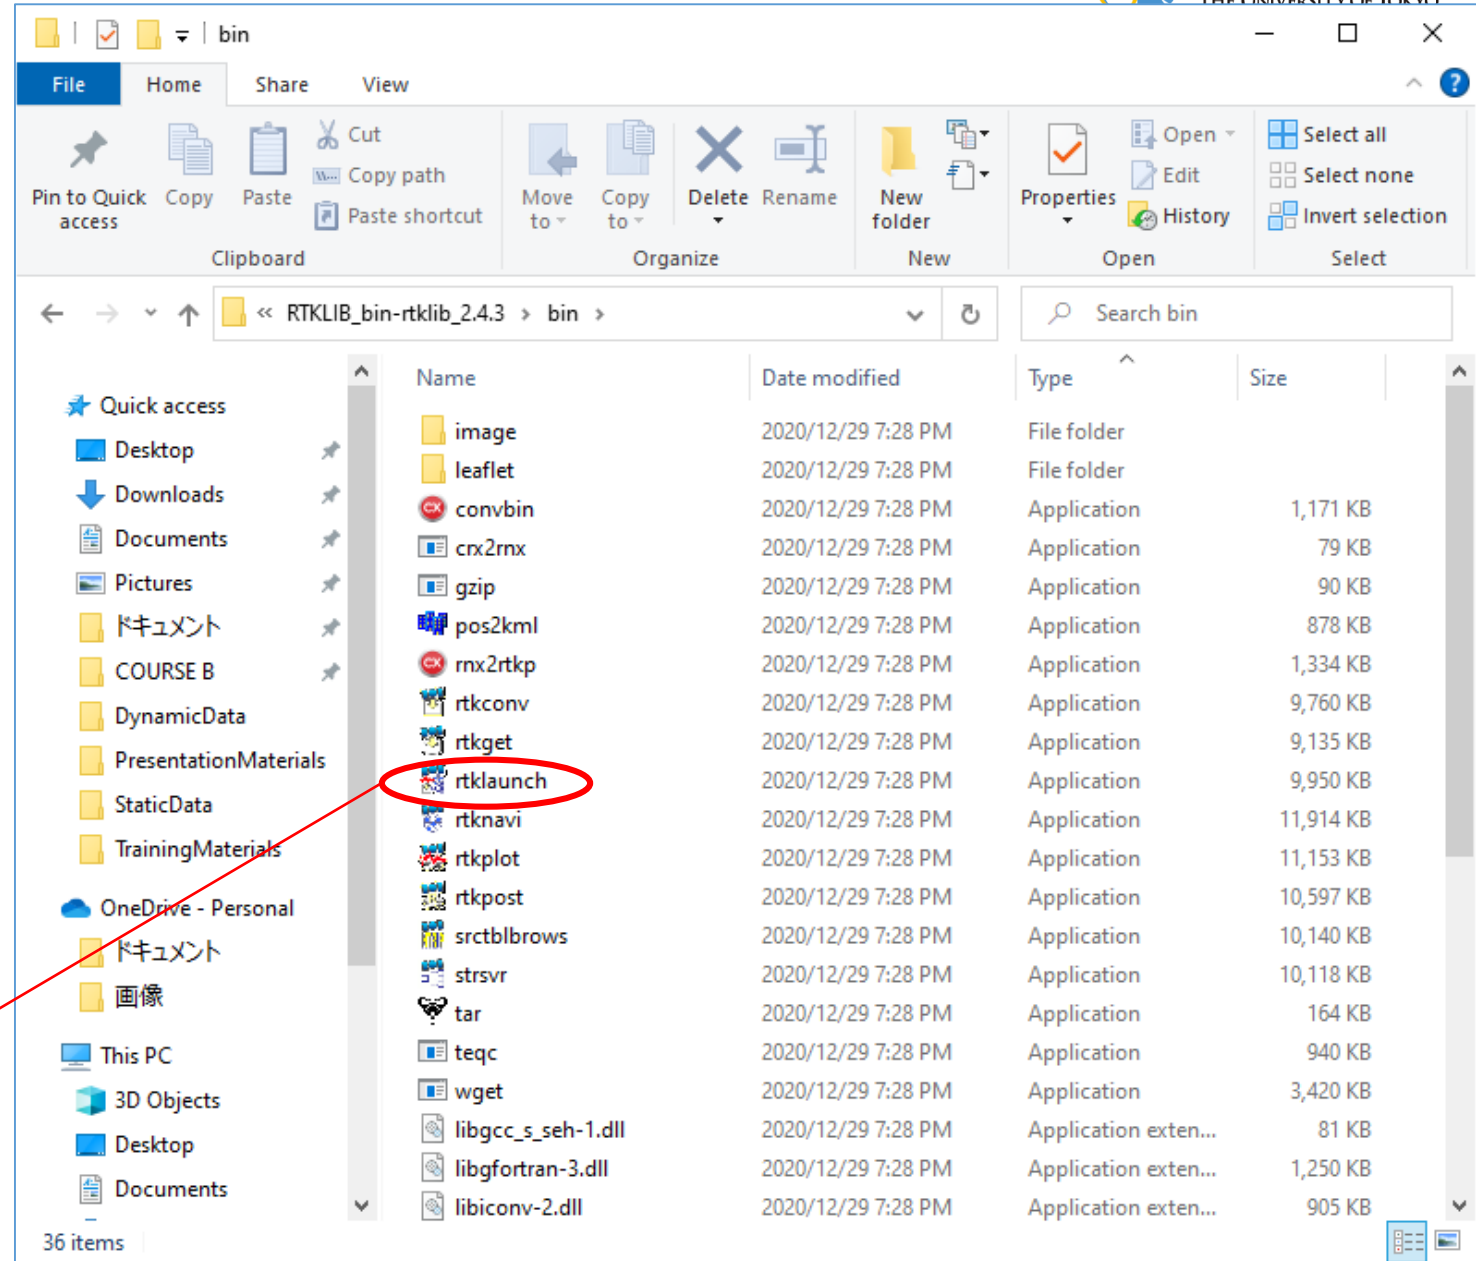 THE UNIVERSITY OF TOKYO
bin
File Home Share View
Pin to Quick access
Copy
Paste
Cut
Copy path
Paste shortcut
Clipboard
Move to
Copy to
Delete
Rename
Organize
New folder
New
Properties
Open
Edit
History
Open
Select all
Select none
Invert selection
Select
« RTKLIB_bin-rtklib_2.4.3 > bin >
Search bin
Quick access
Desktop
Downloads
Documents
Pictures
ドキュメント
COURSE B
DynamicData
PresentationMaterials
StaticData
TrainingMaterials
OneDrive - Personal
ドキュメント
画像
This PC
3D Objects
Desktop
Documents
Name Date modified Type Size
image 2020/12/29 7:28 PM File folder
leaflet 2020/12/29 7:28 PM File folder
convbin 2020/12/29 7:28 PM Application 1,171 KB
crx2rnx 2020/12/29 7:28 PM Application 79 KB
gzip 2020/12/29 7:28 PM Application 90 KB
pos2kml 2020/12/29 7:28 PM Application 878 KB
rnx2rtkp 2020/12/29 7:28 PM Application 1,334 KB
rtkconv 2020/12/29 7:28 PM Application 9,760 KB
rtkget 2020/12/29 7:28 PM Application 9,135 KB
rtklaunch 2020/12/29 7:28 PM Application 9,950 KB
rtknavi 2020/12/29 7:28 PM Application 11,914 KB
rtkplot 2020/12/29 7:28 PM Application 11,153 KB
rtkpost 2020/12/29 7:28 PM Application 10,597 KB
srctblbrows 2020/12/29 7:28 PM Application 10,140 KB
strsvr 2020/12/29 7:28 PM Application 10,118 KB
tar 2020/12/29 7:28 PM Application 164 KB
teqc 2020/12/29 7:28 PM Application 940 KB
wget 2020/12/29 7:28 PM Application 3,420 KB
libgcc_s_seh-1.dll 2020/12/29 7:28 PM Application exten... 81 KB
libgfortran-3.dll 2020/12/29 7:28 PM Application exten... 1,250 KB
libiconv-2.dll 2020/12/29 7:28 PM Application exten... 905 KB
36 items